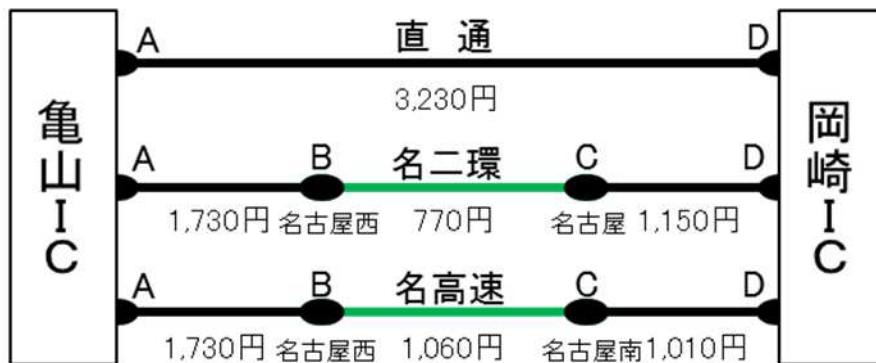 亀山IC
A 直通 D
3,230円
A B 名二環 C D
1,730円 名古屋西 770円 名古屋 1,150円
A B 名高速 C D
1,730円 名古屋西 1,060円 名古屋南 1,010円
岡崎IC